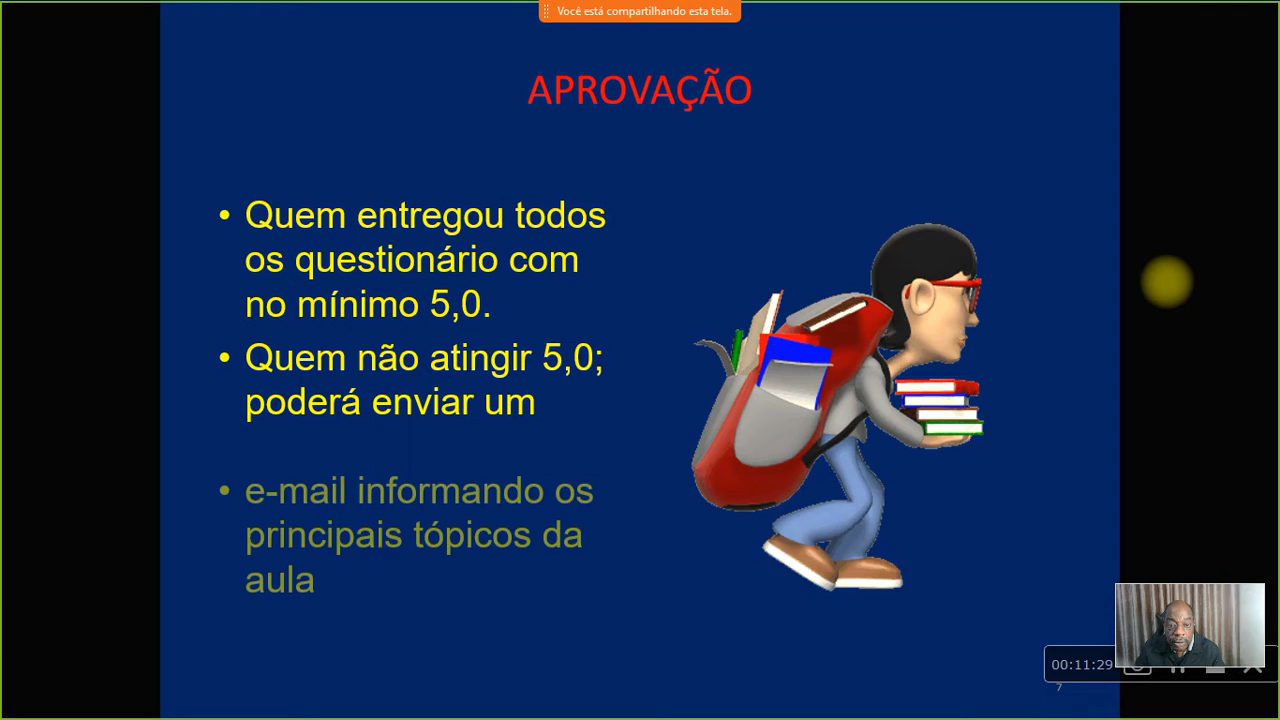 Você está compartilhando esta tela.
APROVAÇÃO
• Quem entregou todos
os questionário com
no mínimo 5,0.
• Quem não atingir 5,0;
poderá enviar um
• e-mail informando os
principais tópicos da
aula
00:11:29
7